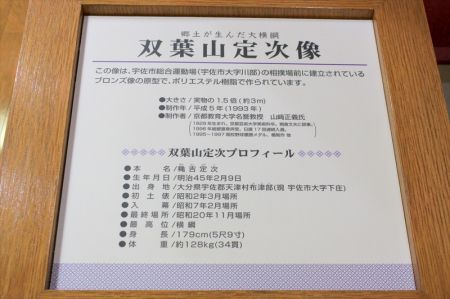 郷土が生んだ大横綱
双葉山定次像
この像は、宇佐市総合運動場(宇佐市大字川部)の相撲場前に建立されている
ブロンズ像の原型で、ポリエステル樹脂で作られています。
●大きさ/実物の1.5倍(約3m)
●制作年/平成5年(1993年)
●制作者/京都教育大学名誉教授 山崎正義氏
双葉山定次プロフィール
●本名/龝吉定次
●生年月日/明治45年2月9日
●出身地/大分県宇佐郡天津村布津部(現 宇佐市大字下庄)
●初土俵/昭和2年3月場所
●入幕/昭和7年2月場所
●最終場所/昭和20年11月場所
●最高位/横綱
●身長/179cm(5尺9寸)
●体重/約128kg(34貫)